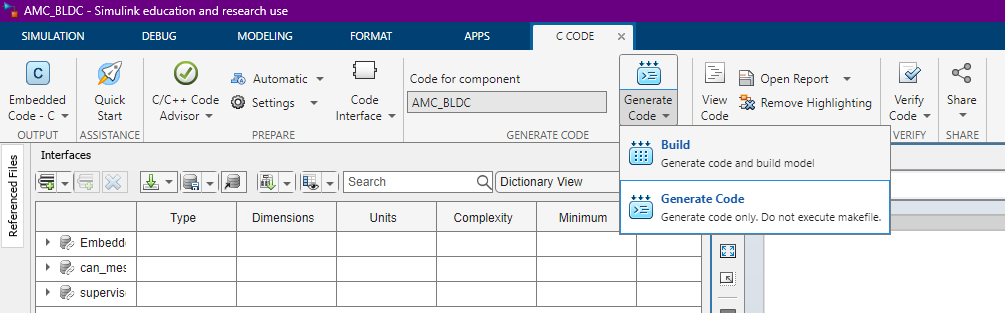 AMC_BLDC - Simulink education and research use
SIMULATION DEBUG MODELING FORMAT APPS C CODE
Embedded Code - C
Quick Start
C/C++ Code Advisor
Automatic
Settings
Code Interface
Code for component
AMC_BLDC
Generate Code
View Code
Open Report
Remove Highlighting
Verify Code
Share
OUTPUT ASSISTANCE PREPARE GENERATE CODE VERIFY SHARE
Build
Generate code and build model
Generate Code
Generate code only. Do not execute makefile.
Referenced Files
Interfaces
Search
Dictionary View
Type Dimensions Units Complexity Minimum
Embedde
can_mes
supervis